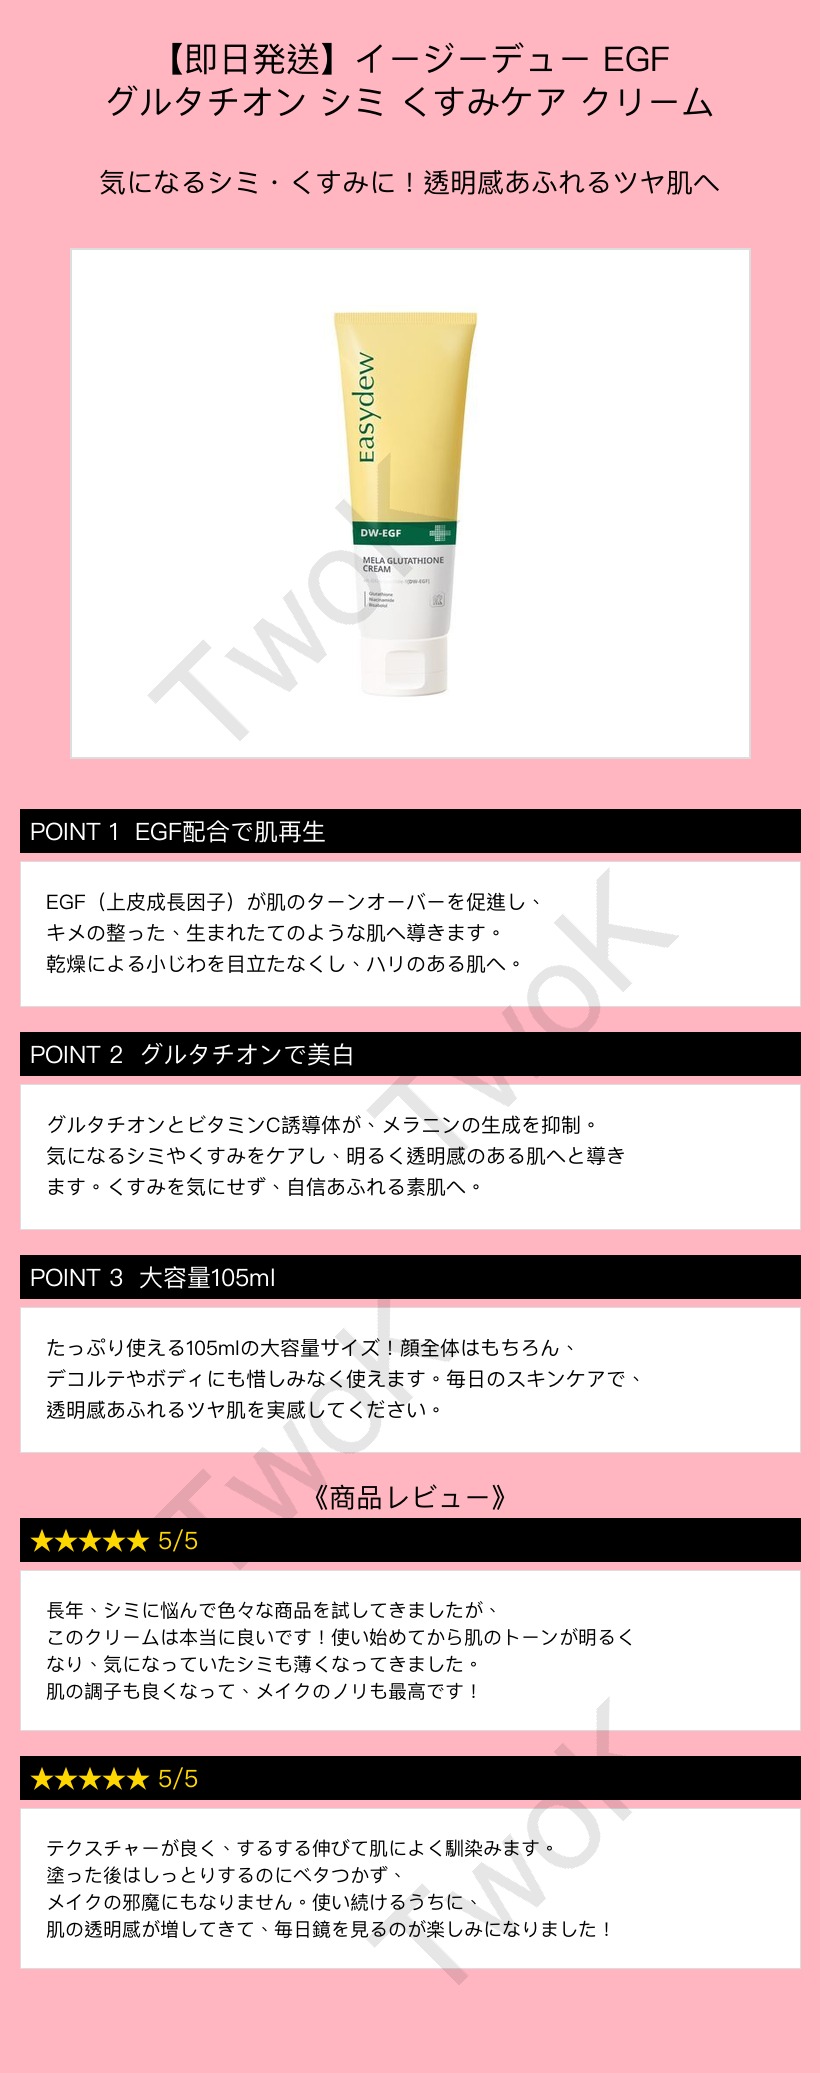 【即日発送】イージーデュー EGF
グルタチオン シミ くすみケア クリーム
気になるシミ・くすみに！透明感あふれるツヤ肌へ
Easydew
DW-EGF
MELA GLUTATHIONE
CREAM
(DW-EGF)
Glutathione
Niacinamide
Bisabolol
TwoK
POINT 1 EGF配合で肌再生
EGF（上皮成長因子）が肌のターンオーバーを促進し、
キメの整った、生まれたてのような肌へ導きます。
乾燥による小じわを目立たなくし、ハリのある肌へ。
TwoK
POINT 2 グルタチオンで美白
グルタチオンとビタミンC誘導体が、メラニンの生成を抑制。
気になるシミやくすみをケアし、明るく透明感のある肌へと導き
ます。くすみを気にせず、自信あふれる素肌へ。
POINT 3 大容量105ml
たっぷり使える105mlの大容量サイズ！顔全体はもちろん、
デコルテやボディにも惜しみなく使えます。毎日のスキンケアで、
透明感あふれるツヤ肌を実感してください。
TwoK
《商品レビュー》
★★★★★ 5/5
長年、シミに悩んで色々な商品を試してきましたが、
このクリームは本当に良いです！使い始めてから肌のトーンが明るく
なり、気になっていたシミも薄くなってきました。
肌の調子も良くなって、メイクのノリも最高です！
★★★★★ 5/5
テクスチャーが良く、するする伸びて肌によく馴染みます。
塗った後はしっとりするのにベタつかず、
メイクの邪魔にもなりません。使い続けるうちに、
肌の透明感が増してきて、毎日鏡を見るのが楽しみになりました！
TwoK